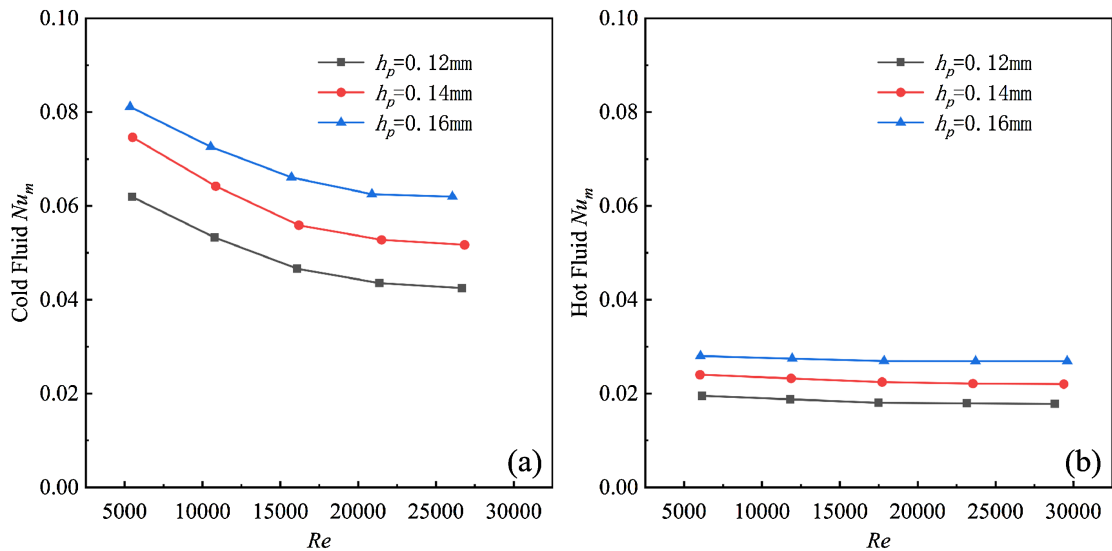 0.10
0.08
0.06
0.04
0.02
0.00
Cold Fluid Nu_m
h_p=0.12mm
h_p=0.14mm
h_p=0.16mm
(a)
5000 10000 15000 20000 25000 30000
Re
0.10
0.08
0.06
0.04
0.02
0.00
Hot Fluid Nu_m
h_p=0.12mm
h_p=0.14mm
h_p=0.16mm
(b)
5000 10000 15000 20000 25000 30000
Re